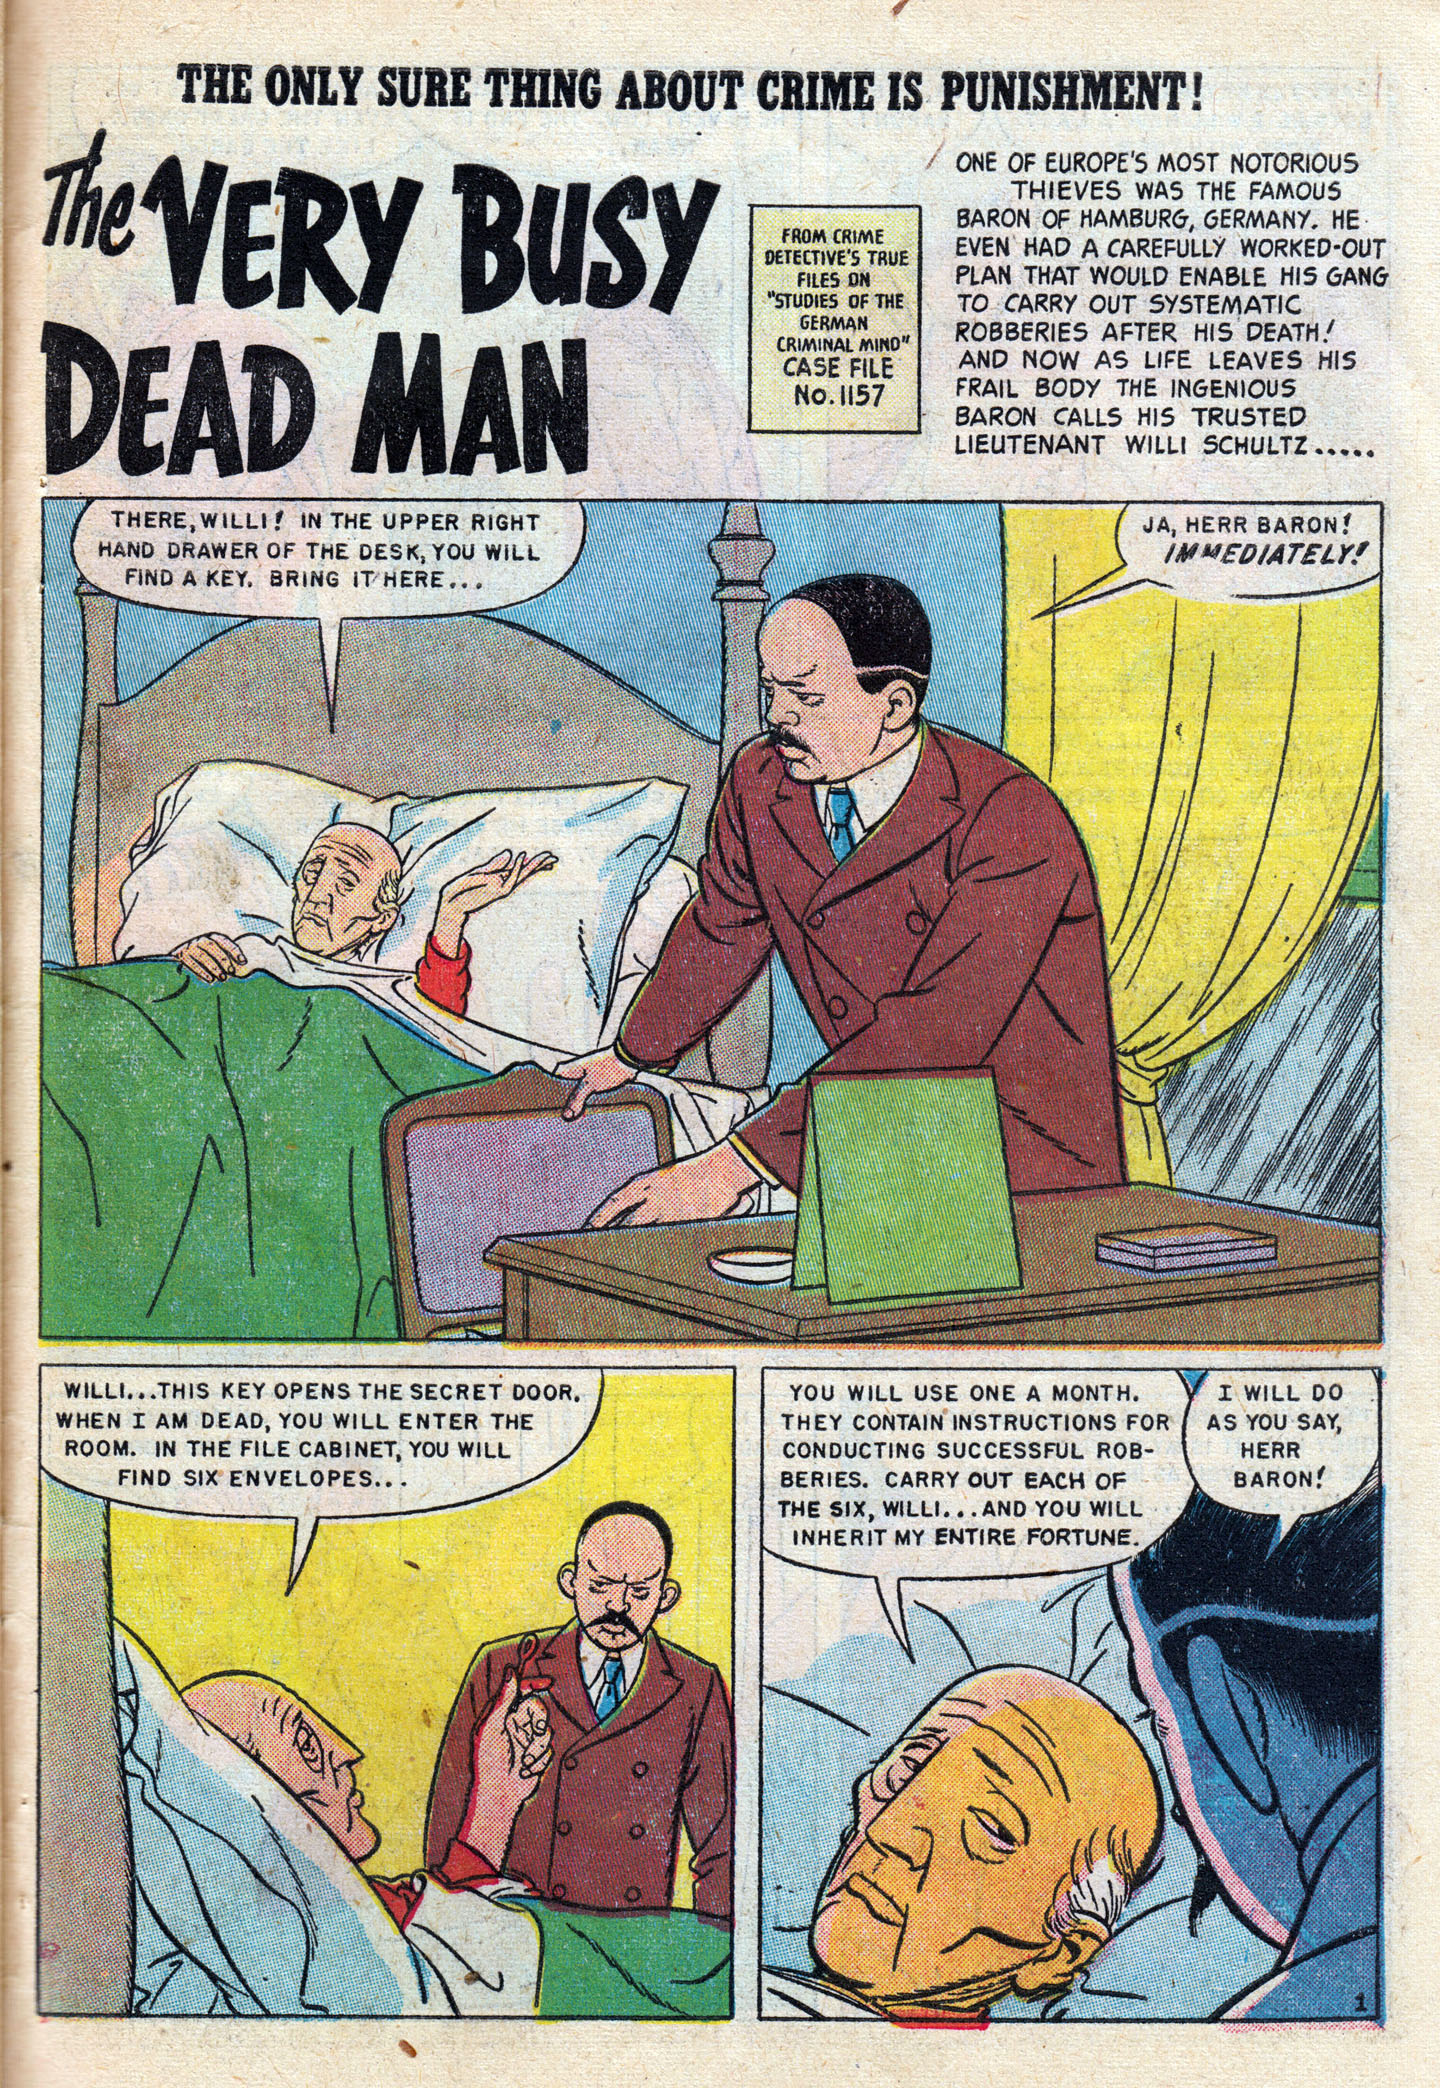 THE ONLY SURE THING ABOUT CRIME IS PUNISHMENT!
The VERY BUSY
DEAD MAN
FROM CRIME
DETECTIVE'S TRUE
FILES ON
"STUDIES OF THE
GERMAN
CRIMINAL MIND"
CASE FILE
No. 1157
ONE OF EUROPE'S MOST NOTORIOUS
THIEVES WAS THE FAMOUS
BARON OF HAMBURG, GERMANY. HE
EVEN HAD A CAREFULLY WORKED-OUT
PLAN THAT WOULD ENABLE HIS GANG
TO CARRY OUT SYSTEMATIC
ROBBERIES AFTER HIS DEATH!
AND NOW AS LIFE LEAVES HIS
FRAIL BODY THE INGENIOUS
BARON CALLS HIS TRUSTED
LIEUTENANT WILLI SCHULTZ.....
THERE, WILLI! IN THE UPPER RIGHT
HAND DRAWER OF THE DESK, YOU WILL
FIND A KEY. BRING IT HERE...
JA, HERR BARON!
IMMEDIATELY!
WILLI...THIS KEY OPENS THE SECRET DOOR.
WHEN I AM DEAD, YOU WILL ENTER THE
ROOM. IN THE FILE CABINET, YOU WILL
FIND SIX ENVELOPES...
YOU WILL USE ONE A MONTH.
THEY CONTAIN INSTRUCTIONS FOR
CONDUCTING SUCCESSFUL ROB-
BERIES. CARRY OUT EACH OF
THE SIX, WILLI...AND YOU WILL
INHERIT MY ENTIRE FORTUNE.
I WILL DO
AS YOU SAY,
HERR
BARON!
1